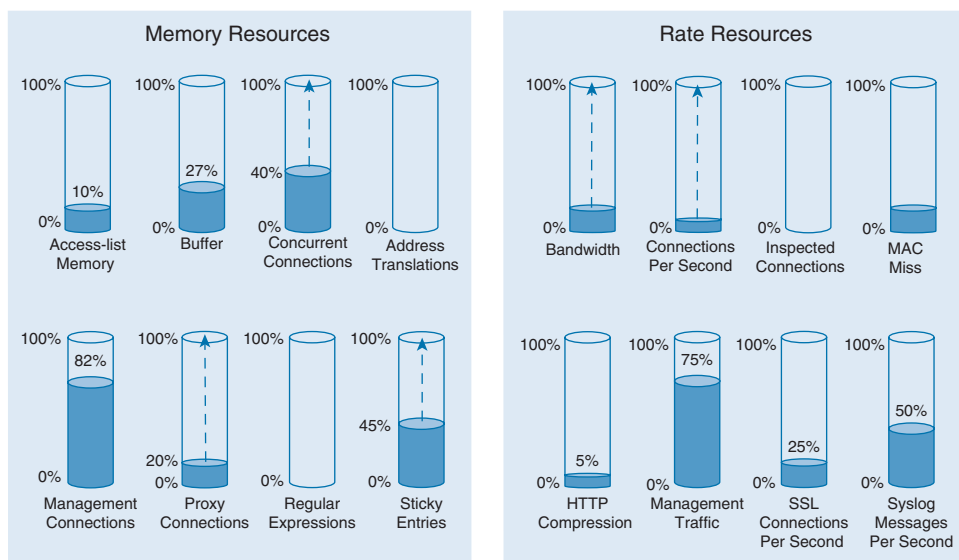 Memory Resources
100%
10%
0%
Access-list
Memory
100%
27%
0%
Buffer
100%
40%
0%
Concurrent
Connections
100%
0%
Address
Translations
100%
82%
0%
Management
Connections
100%
20%
0%
Proxy
Connections
100%
0%
Regular
Expressions
100%
45%
0%
Sticky
Entries
Rate Resources
100%
0%
Bandwidth
100%
0%
Connections
Per Second
100%
0%
Inspected
Connections
100%
0%
MAC
Miss
100%
5%
0%
HTTP
Compression
100%
75%
0%
Management
Traffic
100%
25%
0%
SSL
Connections
Per Second
100%
50%
0%
Syslog
Messages
Per Second